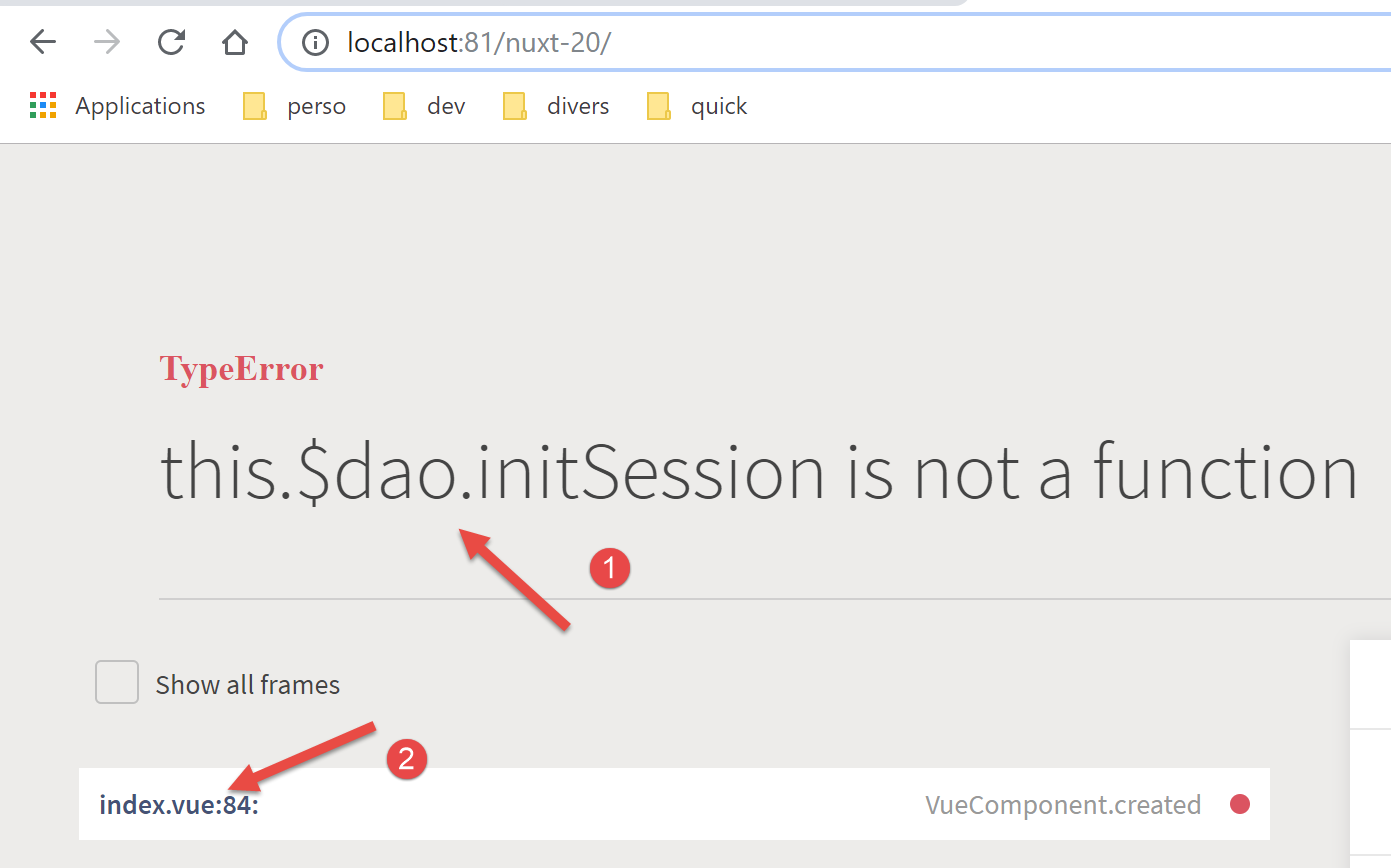 localhost:81/nuxt-20/
Applications perso dev divers quick
TypeError
this.$dao.initSession is not a function
1
Show all frames
2
index.vue:84: VueComponent.created